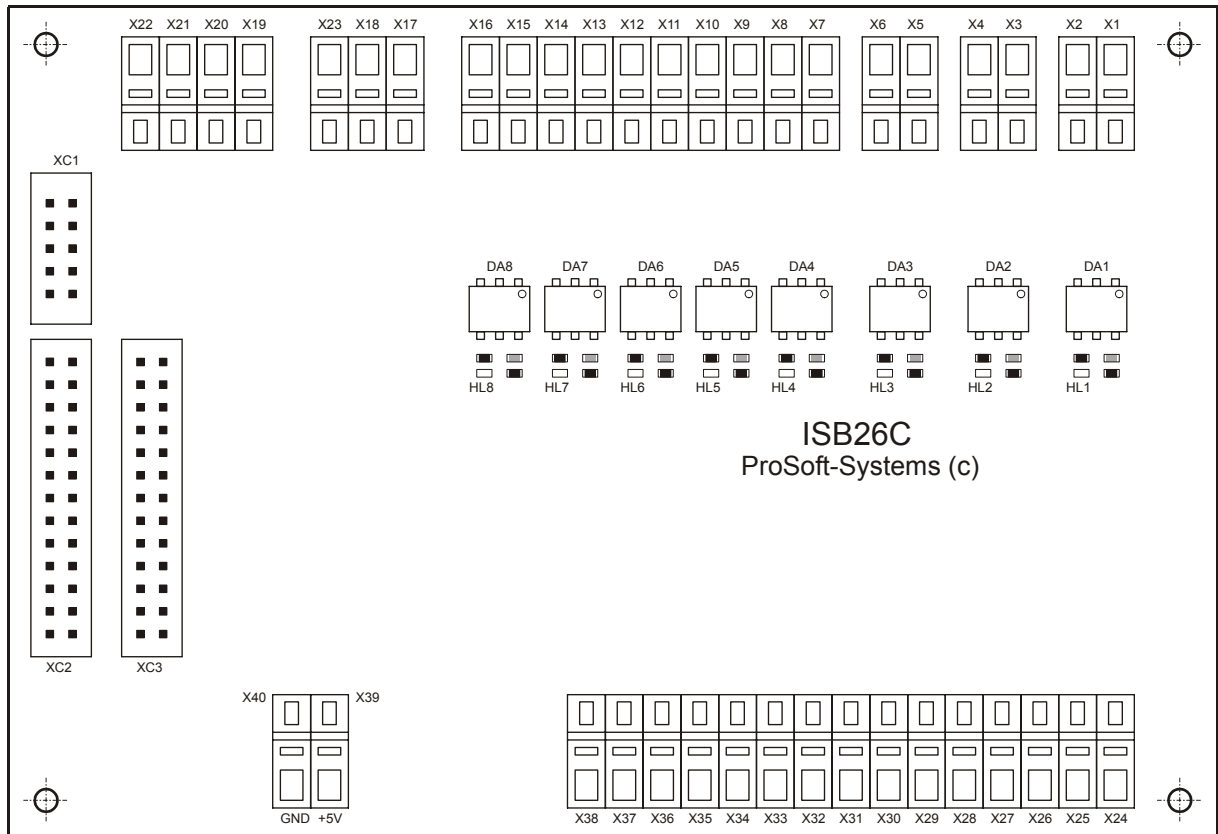 X22 X21 X20 X19 X23 X18 X17 X16 X15 X14 X13 X12 X11 X10 X9 X8 X7 X6 X5 X4 X3 X2 X1
XC1
DA8 DA7 DA6 DA5 DA4 DA3 DA2 DA1
HL8 HL7 HL6 HL5 HL4 HL3 HL2 HL1
ISB26C
ProSoft-Systems (c)
XC2 XC3
X40 X39
GND +5V X38 X37 X36 X35 X34 X33 X32 X31 X30 X29 X28 X27 X26 X25 X24